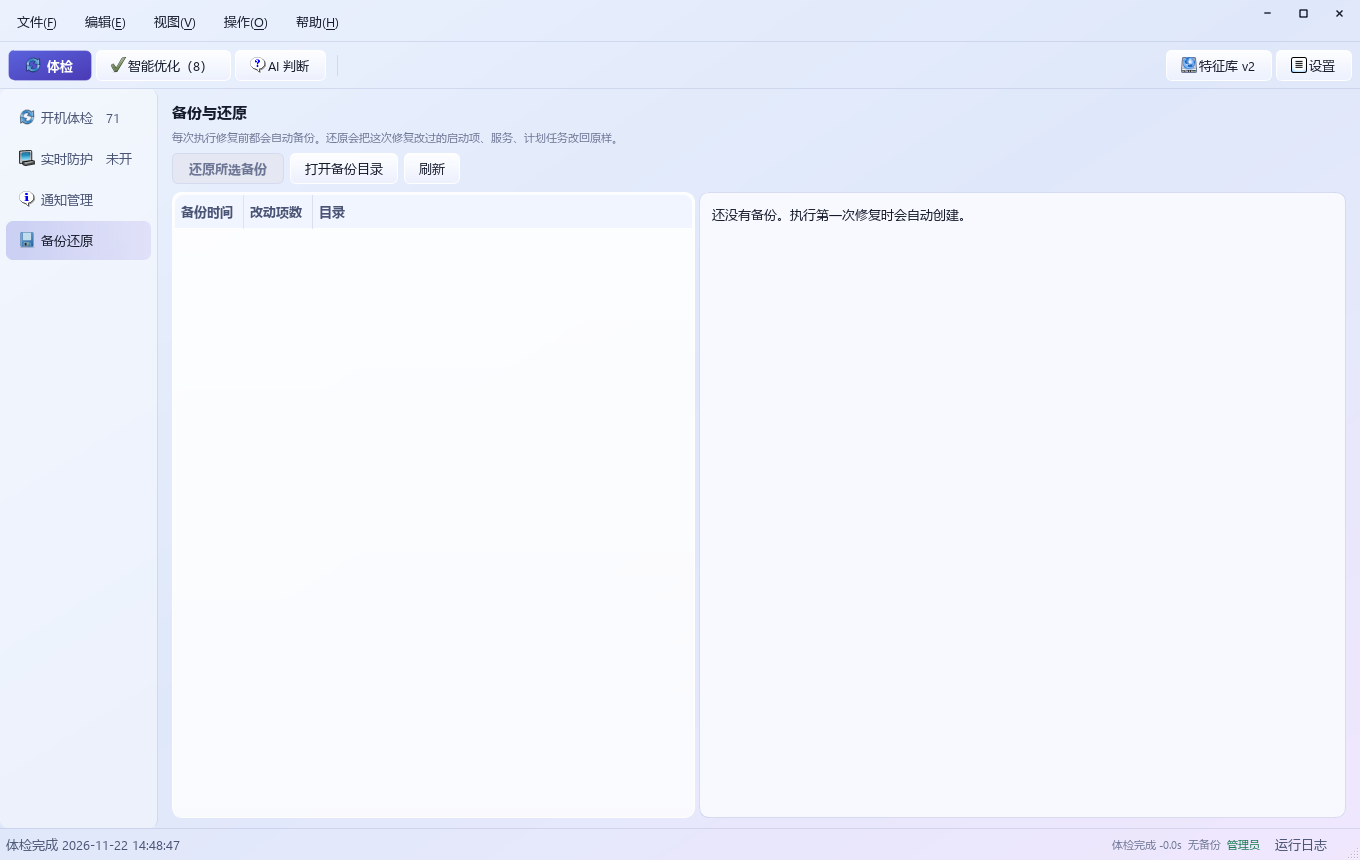 文件(F) 编辑(E) 视图(V) 操作(O) 帮助(H)
体检 智能优化（8） AI 判断 特征库 v2 设置
开机体检 71
实时防护 未开
通知管理
备份还原
备份与还原
每次执行修复前都会自动备份。还原会把这次修复改过的启动项、服务、计划任务改回原样。
还原所选备份 打开备份目录 刷新
备份时间 改动项数 目录
还没有备份。执行第一次修复时会自动创建。
体检完成 2026-11-22 14:48:47 体检完成 -0.0s 无备份 管理员 运行日志